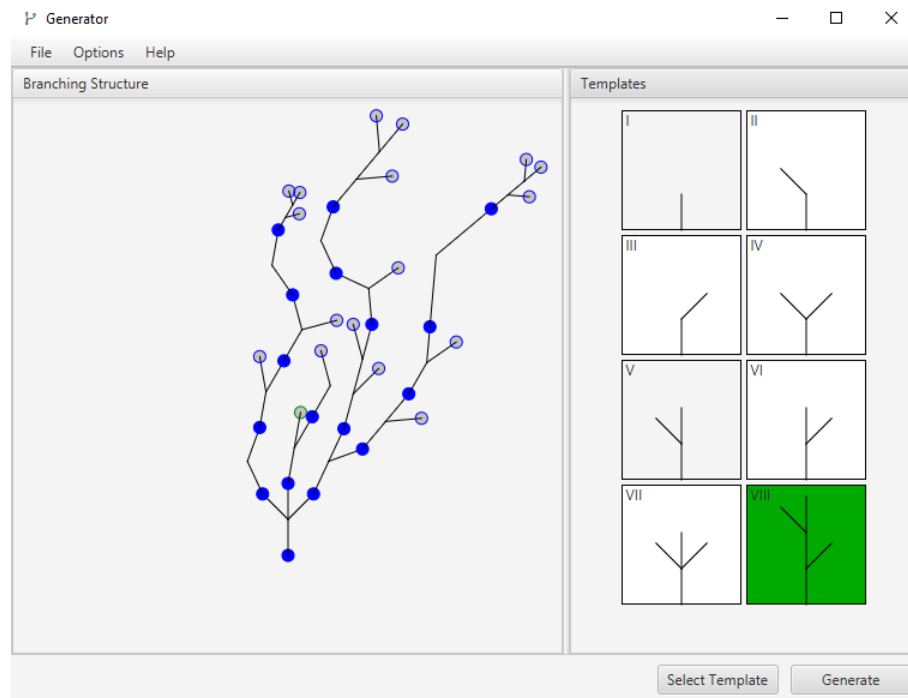 Generator
File Options Help
Branching Structure
Templates
I
II
III
IV
V
VI
VII
VIII
Select Template
Generate